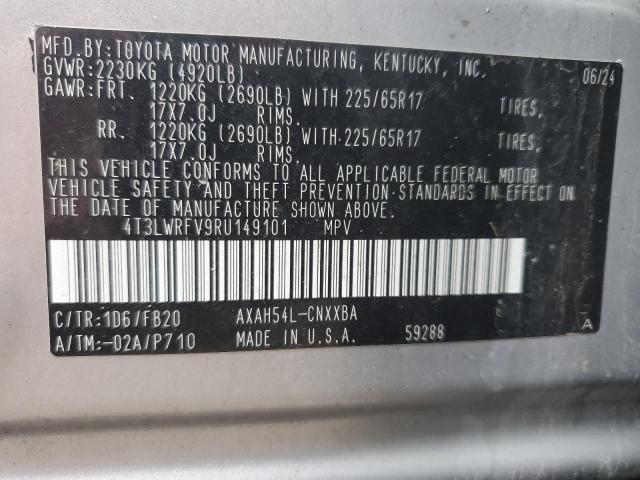 MFD.BY:TOYOTA MOTOR MANUFACTURING, KENTUCKY, INC.
GVWR:2230KG (4920LB) 06/24
GAWR:FRT. 1220KG (2690LB) WITH 225/65R17 TIRES,
17X7.0J RIMS.
RR. 1220KG (2690LB) WITH 225/65R17 TIRES,
17X7.0J RIMS.
THIS VEHICLE CONFORMS TO ALL APPLICABLE FEDERAL MOTOR
VEHICLE SAFETY AND THEFT PREVENTION STANDARDS IN EFFECT ON
THE DATE OF MANUFACTURE SHOWN ABOVE.
4T3LWRFV9RU149101 MPV
C/TR:1D6/FB20 AXAH54L-CNXXBA
A/TM:-02A/P710 MADE IN U.S.A. 59288
A